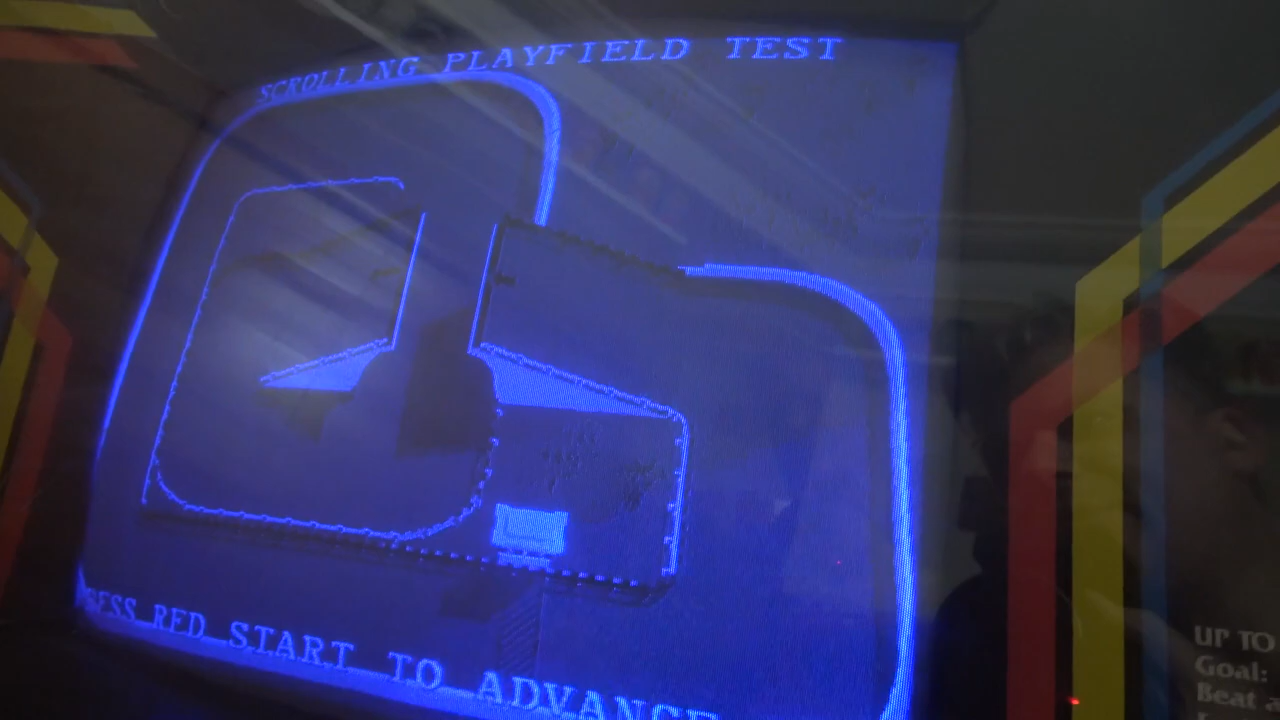 SCROLLING PLAYFIELD TEST
RED START TO ADVANCE
UP TO
Goal:
Beat a